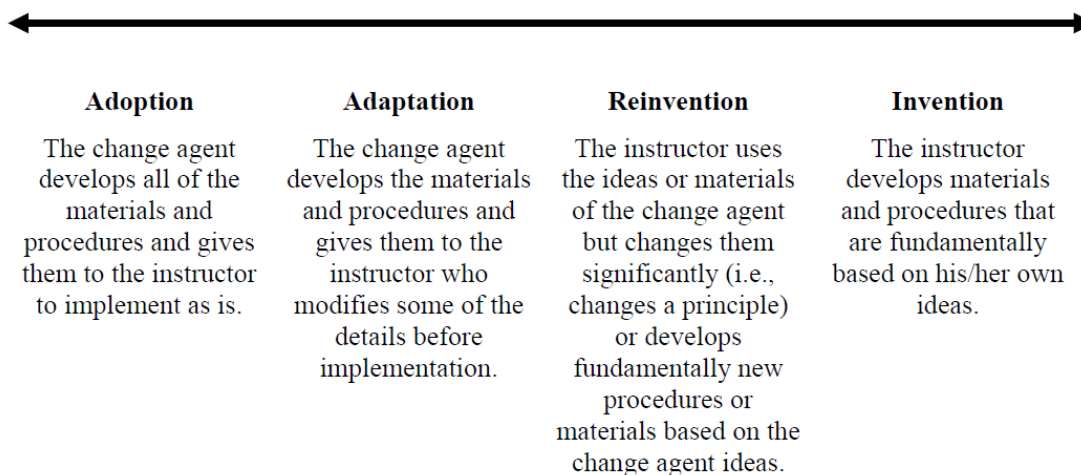 Adoption
The change agent
develops all of the
materials and
procedures and gives
them to the instructor
to implement as is.
Adaptation
The change agent
develops the materials
and procedures and
gives them to the
instructor who
modifies some of the
details before
implementation.
Reinvention
The instructor uses
the ideas or materials
of the change agent
but changes them
significantly (i.e.,
changes a principle)
or develops
fundamentally new
procedures or
materials based on the
change agent ideas.
Invention
The instructor
develops materials
and procedures that
are fundamentally
based on his/her own
ideas.